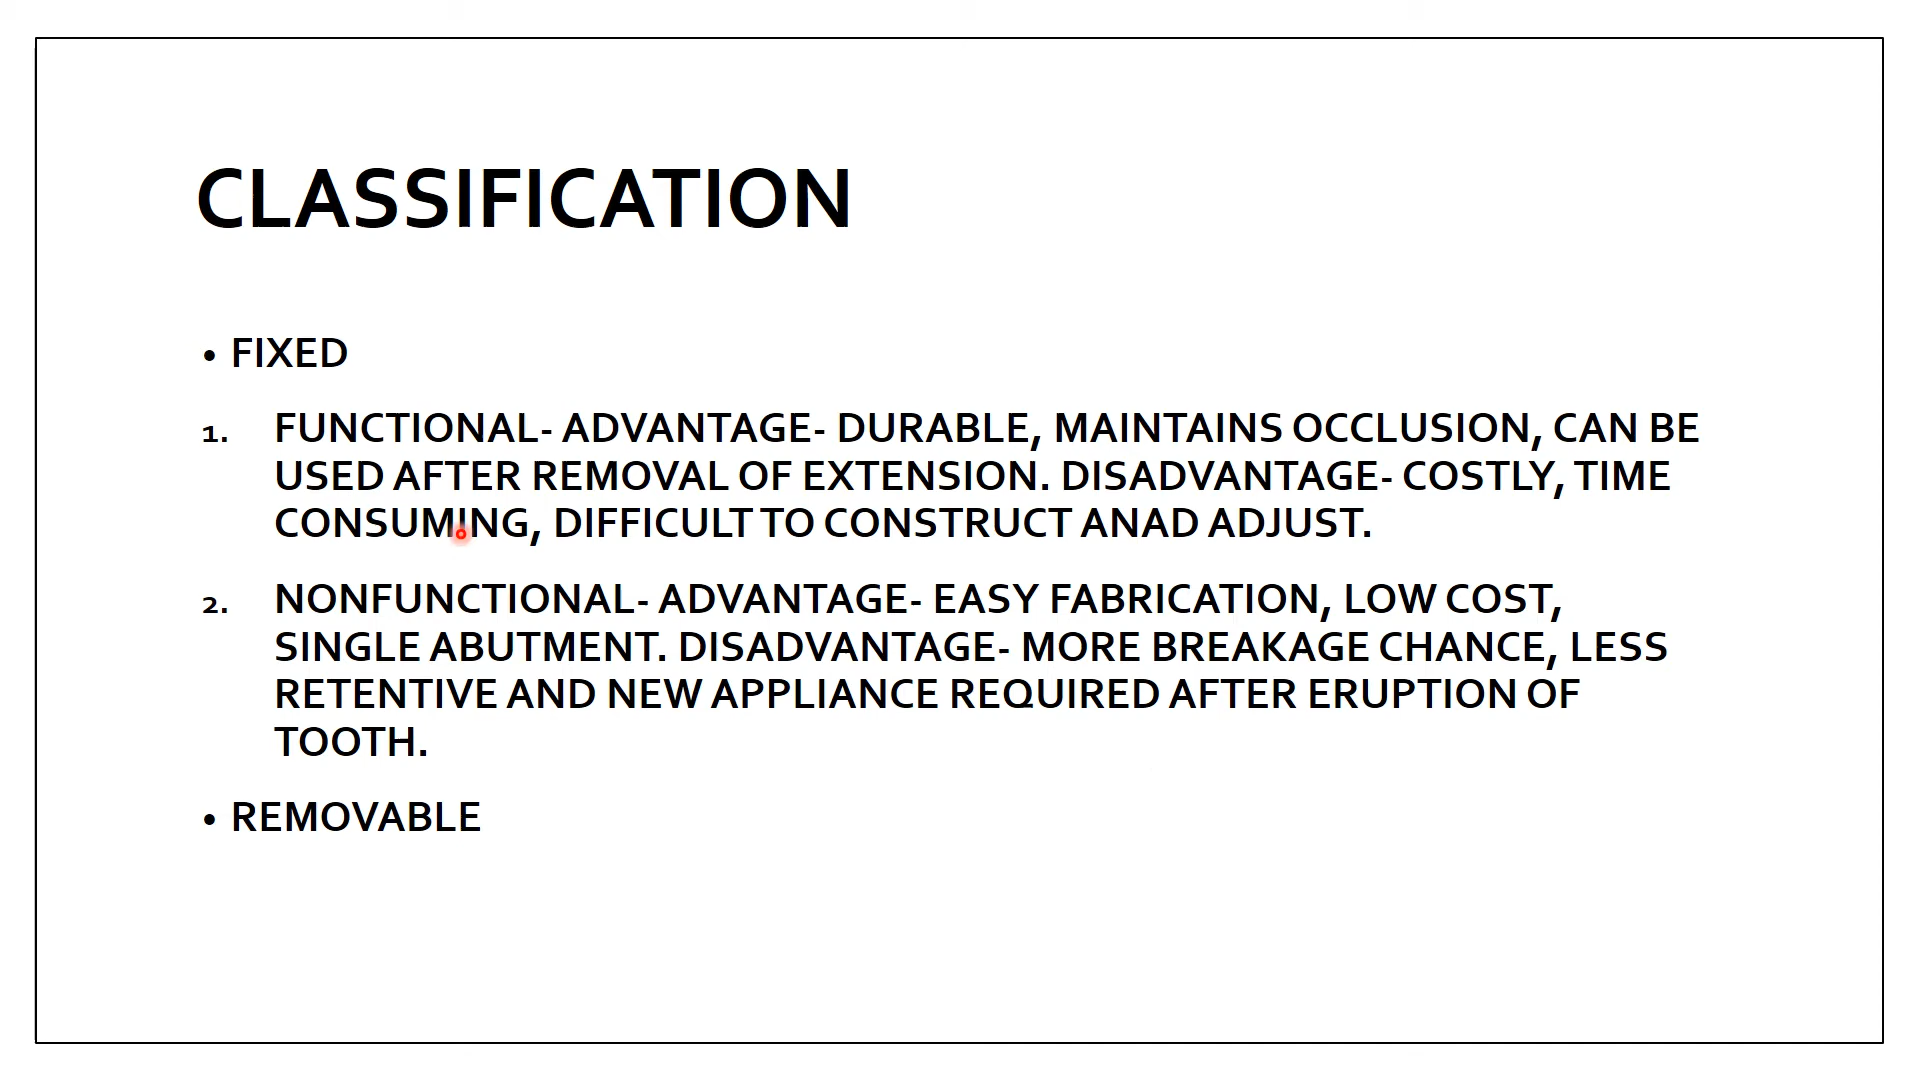 CLASSIFICATION
• FIXED
1. FUNCTIONAL- ADVANTAGE- DURABLE, MAINTAINS OCCLUSION, CAN BE
USED AFTER REMOVAL OF EXTENSION. DISADVANTAGE- COSTLY, TIME
CONSUMING, DIFFICULT TO CONSTRUCT ANAD ADJUST.
2. NONFUNCTIONAL- ADVANTAGE- EASY FABRICATION, LOW COST,
SINGLE ABUTMENT. DISADVANTAGE- MORE BREAKAGE CHANCE, LESS
RETENTIVE AND NEW APPLIANCE REQUIRED AFTER ERUPTION OF
TOOTH.
• REMOVABLE